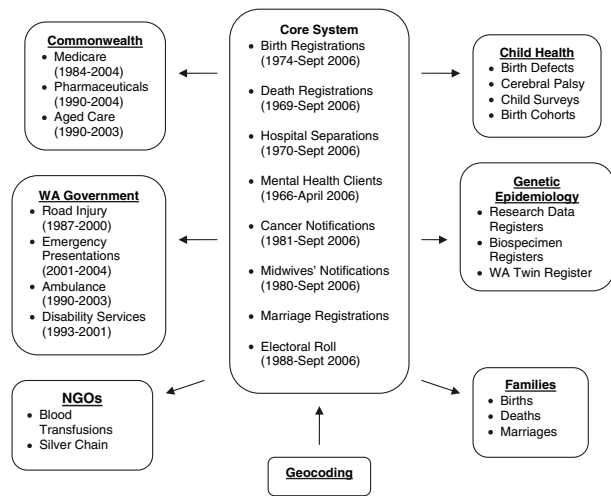 Commonwealth
• Medicare
(1984-2004)
• Pharmaceuticals
(1990-2004)
• Aged Care
(1990-2003)
WA Government
• Road Injury
(1987-2000)
• Emergency
Presentations
(2001-2004)
• Ambulance
(1990-2003)
• Disability Services
(1993-2001)
NGOs
• Blood
Transfusions
• Silver Chain
Core System
• Birth Registrations
(1974-Sept 2006)
• Death Registrations
(1969-Sept 2006)
• Hospital Separations
(1970-Sept 2006)
• Mental Health Clients
(1966-April 2006)
• Cancer Notifications
(1981-Sept 2006)
• Midwives’ Notifications
(1980-Sept 2006)
• Marriage Registrations
• Electoral Roll
(1988-Sept 2006)
Geocoding
Child Health
• Birth Defects
• Cerebral Palsy
• Child Surveys
• Birth Cohorts
Genetic
Epidemiology
• Research Data
Registers
• Biospecimen
Registers
• WA Twin Register
Families
• Births
• Deaths
• Marriages